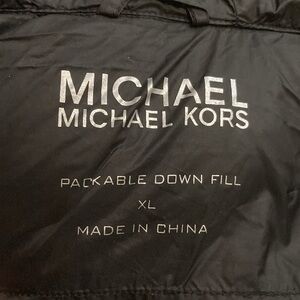 MICHAEL
MICHAEL KORS
PACKABLE DOWN FILL
XL
MADE IN CHINA